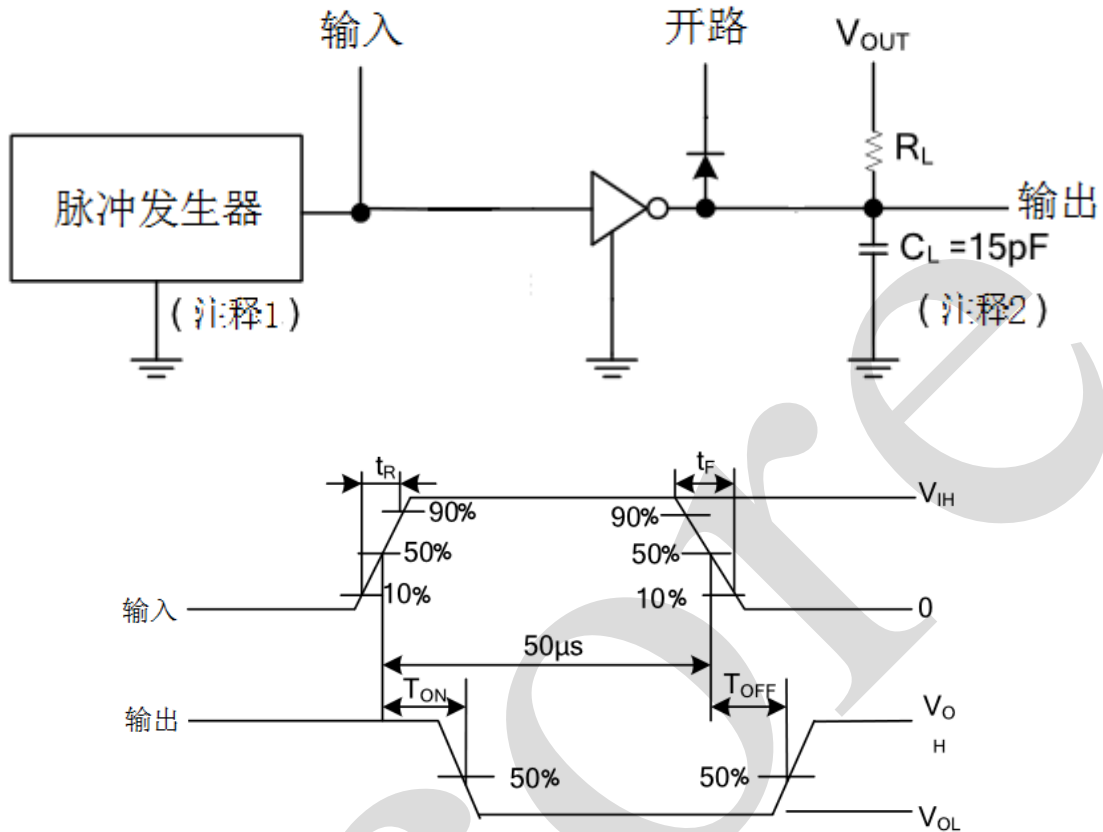 输入
开路
VOUT
RL
脉冲发生器
输出
CL =15pF
(注释1)
(注释2)
tR
tF
VIH
90%
90%
50%
50%
10%
10%
输入
0
50µs
TON
TOFF
输出
VO
H
50%
50%
VOL
ore